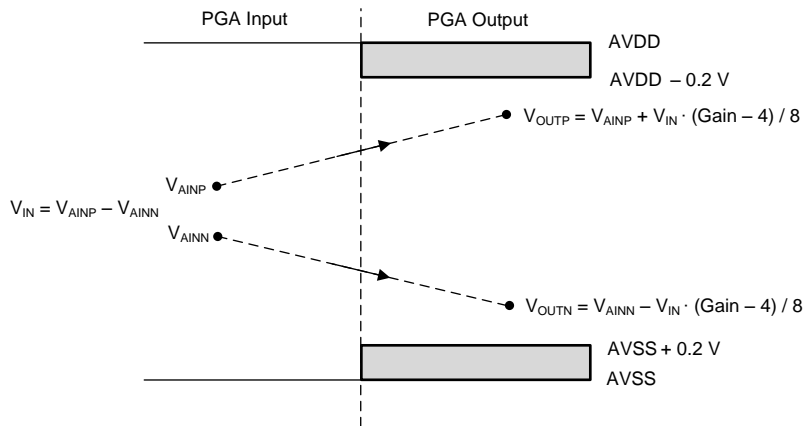 PGA Input
PGA Output
AVDD
AVDD – 0.2 V
V_OUTP = V_AINP + V_IN · (Gain – 4) / 8
V_AINP
V_IN = V_AINP – V_AINN
V_AINN
V_OUTN = V_AINN – V_IN · (Gain – 4) / 8
AVSS + 0.2 V
AVSS